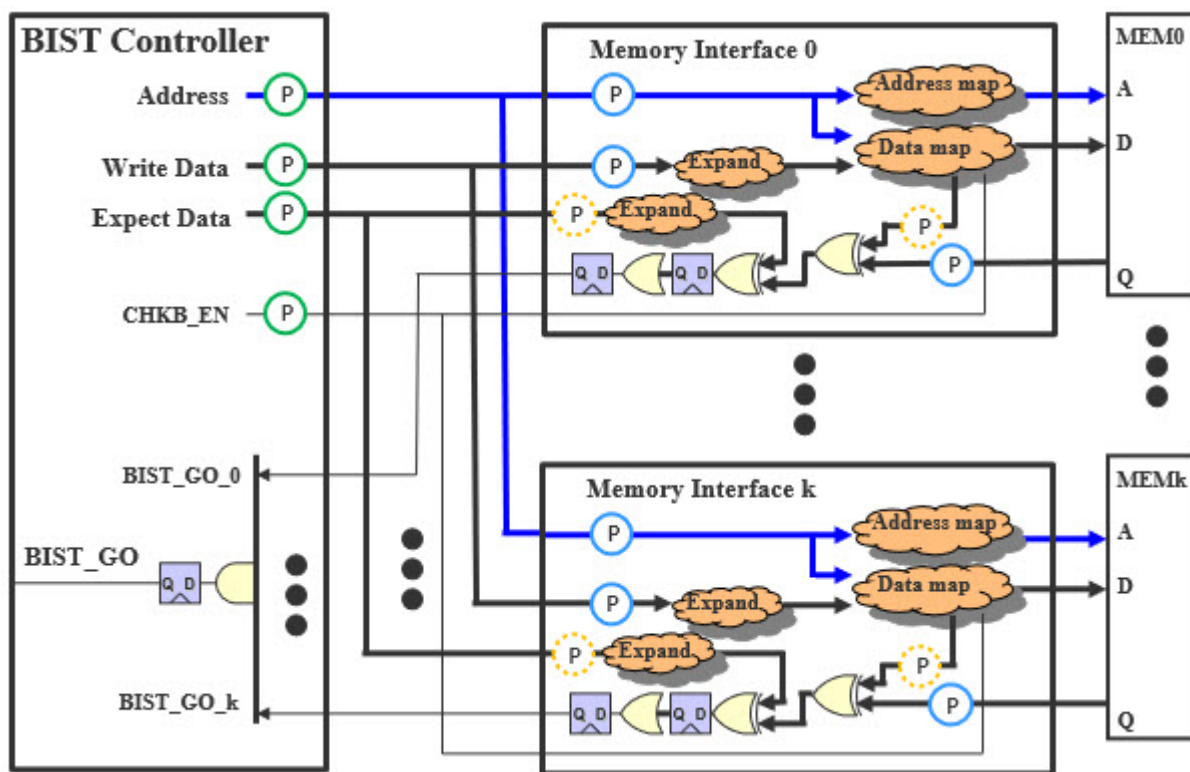 BIST Controller
Address P
Write Data P
Expect Data P
CHKB_EN P
BIST_GO_0
BIST_GO
Q D
BIST_GO_k
Memory Interface 0
P Address map
P Expand Data map
P Expand P
Q D Q D P
MEM0
A
D
Q
Memory Interface k
P Address map
P Expand Data map
P Expand P
Q D Q D P
MEMk
A
D
Q